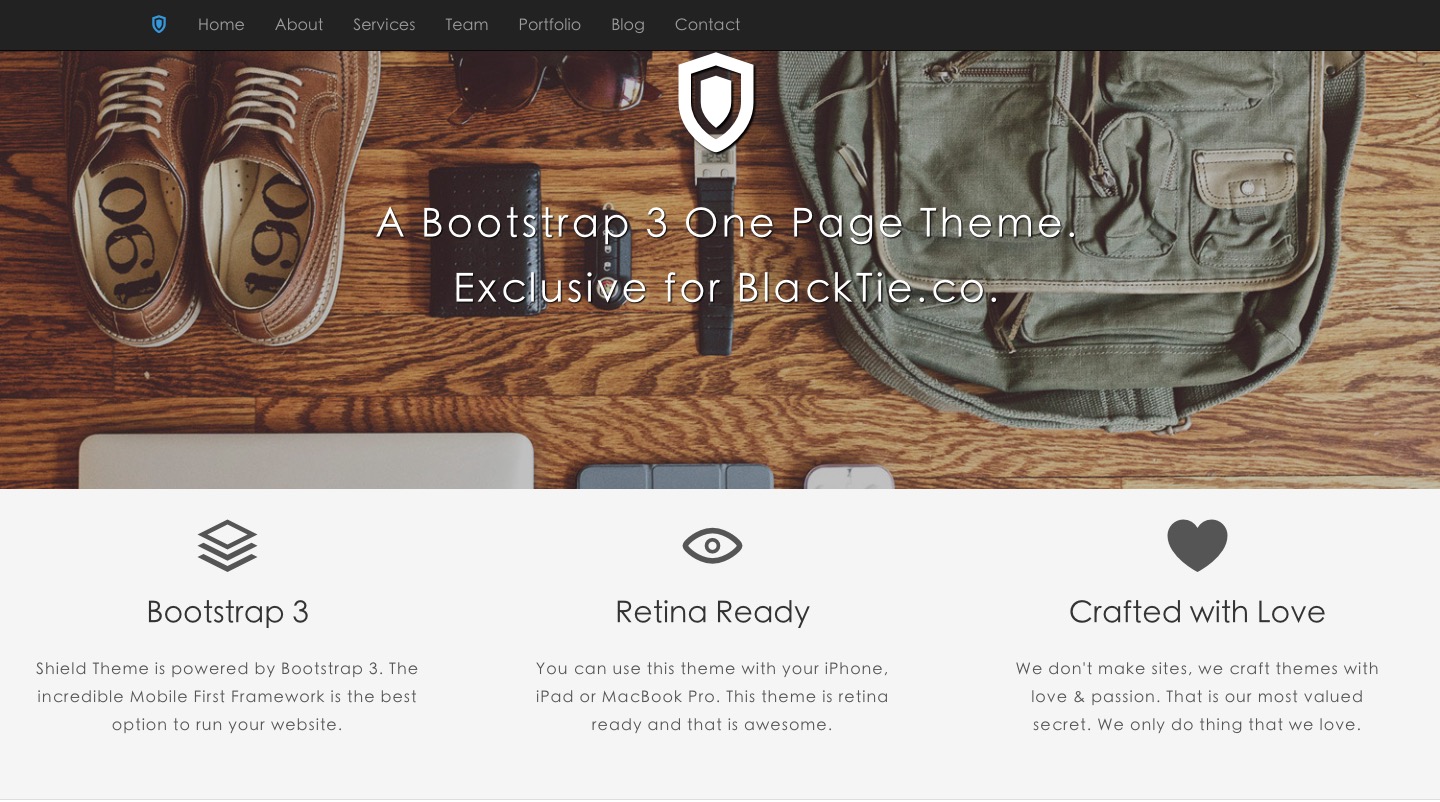 Home About Services Team Portfolio Blog Contact
1960 1960
A Bootstrap 3 One Page Theme.
Exclusive for BlackTie.co.
Bootstrap 3
Shield Theme is powered by Bootstrap 3. The
incredible Mobile First Framework is the best
option to run your website.
Retina Ready
You can use this theme with your iPhone,
iPad or MacBook Pro. This theme is retina
ready and that is awesome.
Crafted with Love
We don't make sites, we craft themes with
love & passion. That is our most valued
secret. We only do thing that we love.